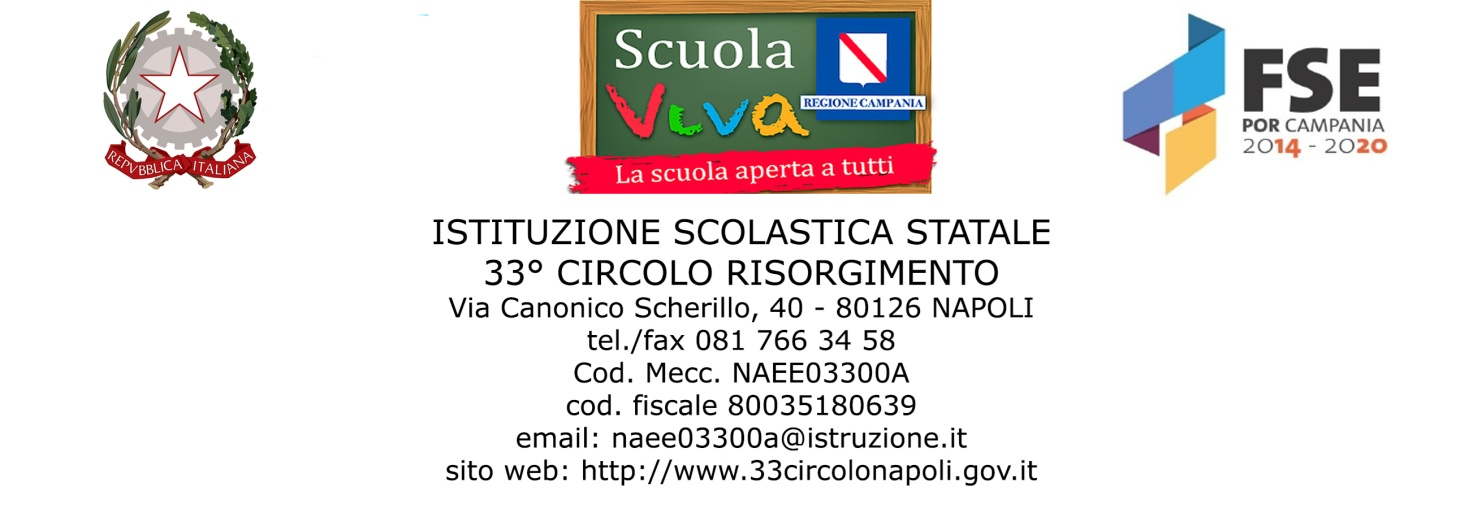 REPVBBLICA ITALIANA
Scuola
Viva
REGIONE CAMPANIA
La scuola aperta a tutti
FSE
POR CAMPANIA
2014 - 2020
ISTITUZIONE SCOLASTICA STATALE
33° CIRCOLO RISORGIMENTO
Via Canonico Scherillo, 40 - 80126 NAPOLI
tel./fax 081 766 34 58
Cod. Mecc. NAEE03300A
cod. fiscale 80035180639
email: naee03300a@istruzione.it
sito web: http://www.33circolonapoli.gov.it